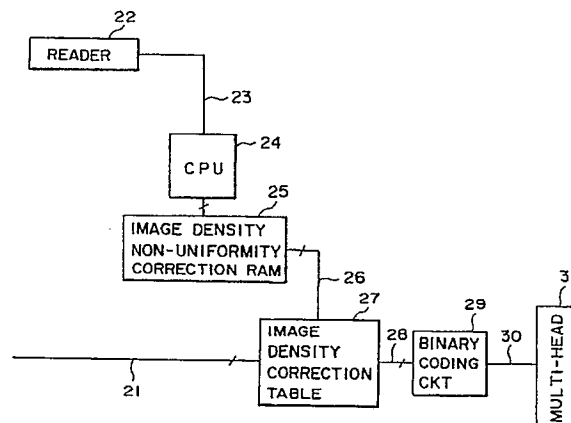 22
READER
23
24
CPU
25
IMAGE DENSITY
NON-UNIFORMITY
CORRECTION RAM
26
27
IMAGE
DENSITY
CORRECTION
TABLE
21
28
29
BINARY
CODING
CKT
30
3
MULTI-HEAD